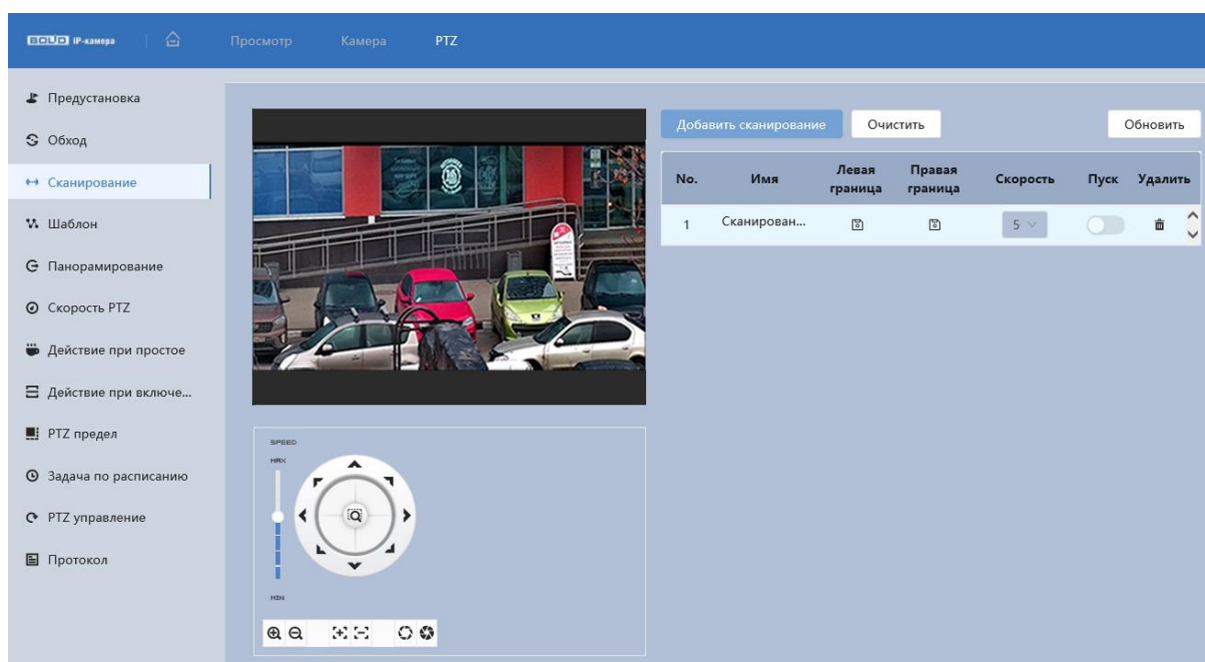 BOLID IP-камера
Просмотр
Камера
PTZ
Предустановка
Обход
Сканирование
Шаблон
Панорамирование
Скорость PTZ
Действие при простое
Действие при включе...
PTZ предел
Задача по расписанию
PTZ управление
Протокол
Добавить сканирование
Очистить
Обновить
No. Имя Левая граница Правая граница Скорость Пуск Удалить
1 Сканирован... 5
SPEED
MAX
MIN